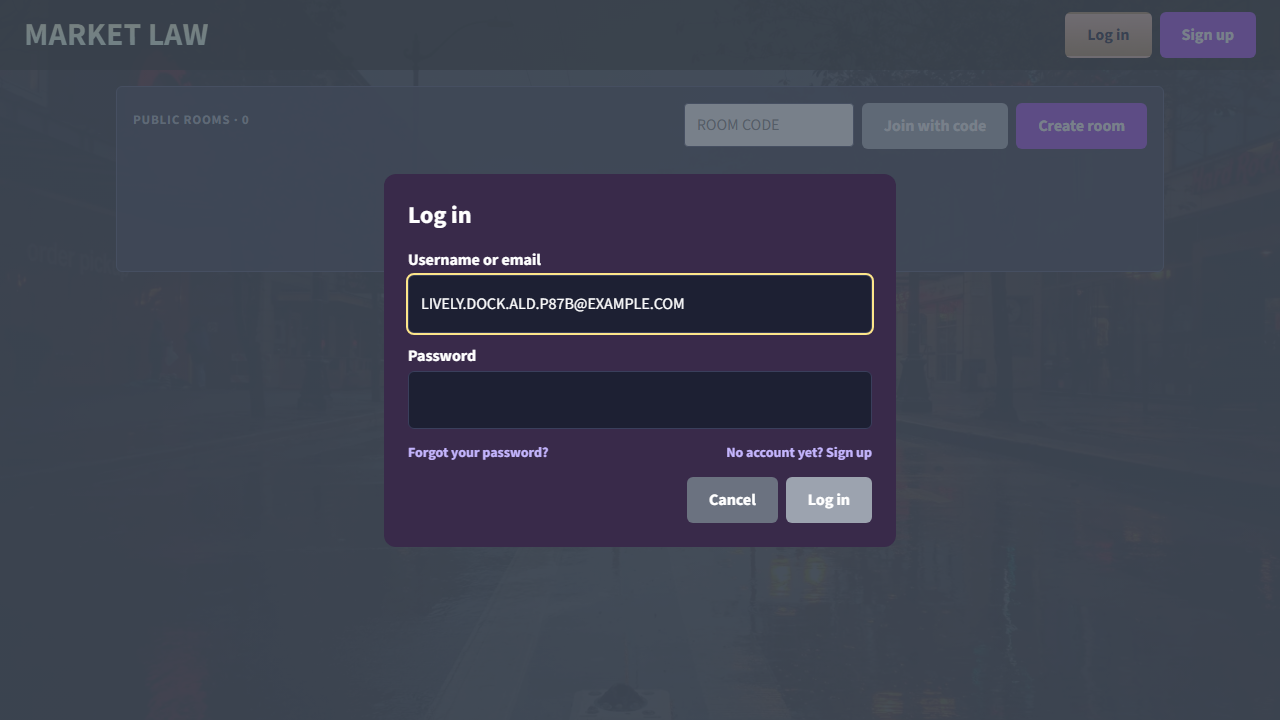 MARKET LAW
Log in
Sign up
PUBLIC ROOMS · 0
ROOM CODE
Join with code
Create room
Log in
Username or email
LIVELY.DOCK.ALD.P87B@EXAMPLE.COM
Password
Forgot your password?
No account yet? Sign up
Cancel
Log in